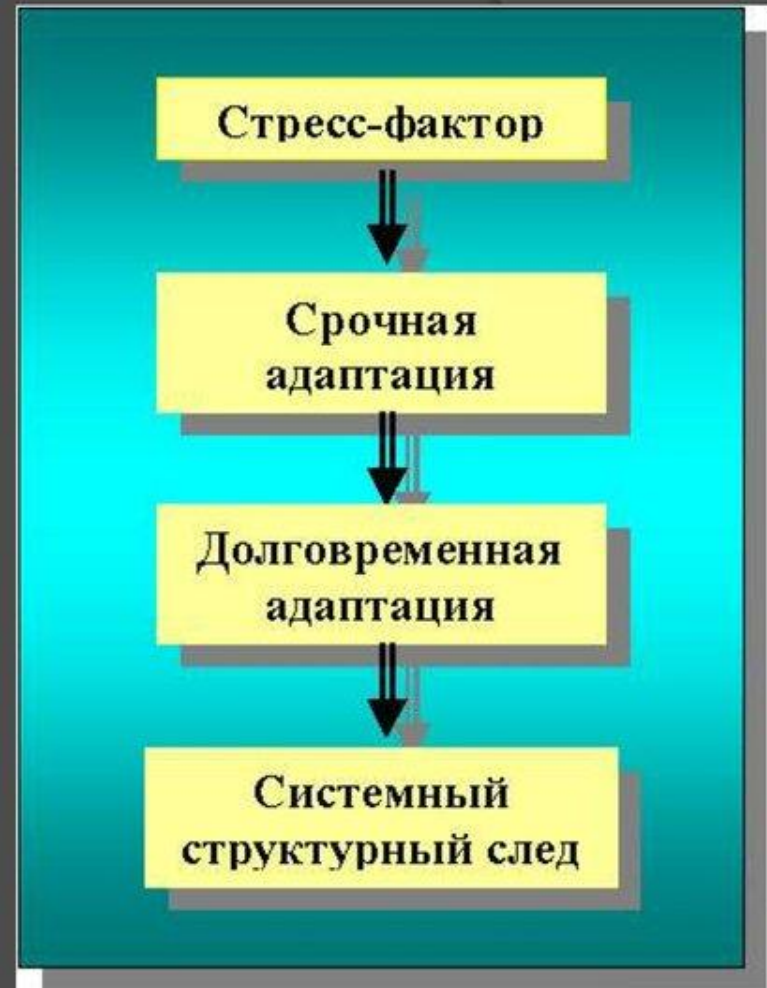 Стресс-фактор
Срочная
адаптация
Долговременная
адаптация
Системный
структурный след